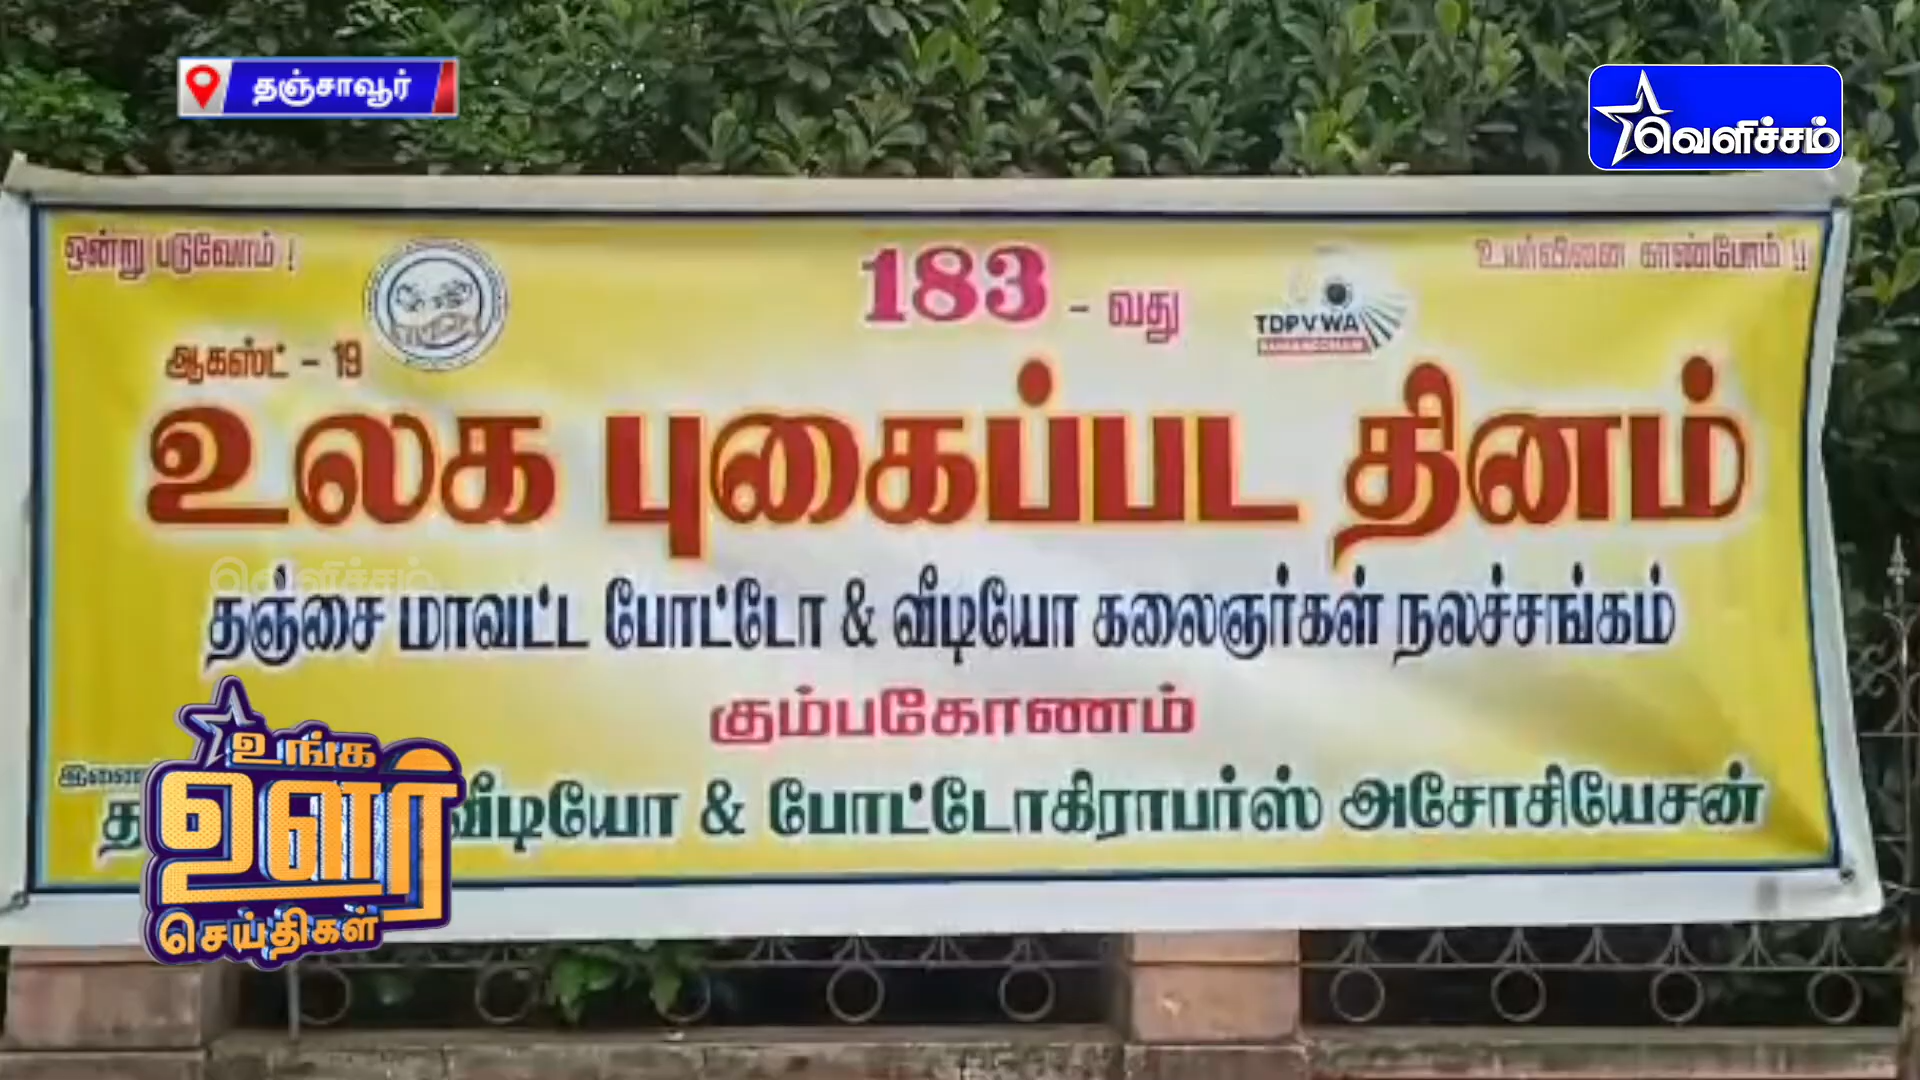 தஞ்சாவூர்
வெளிச்சம்
ஒன்று படுவோம் !
உயர்வினை காண்போம் !!
183 - வது
TDPVWA
ஆகஸ்ட் - 19
உலக புகைப்பட தினம்
வெளிச்சம்
தஞ்சை மாவட்ட போட்டோ & வீடியோ கலைஞர்கள் நலச்சங்கம்
கும்பகோணம்
வீடியோ & போட்டோகிராபர்ஸ் அசோசியேசன்
உங்க
ஊர்
செய்திகள்